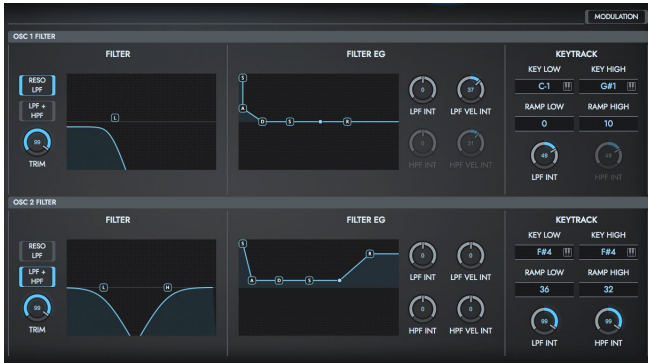 MODULATION
OSC 1 FILTER
FILTER
FILTER EG
KEYTRACK
RESO
LPF
LPF +
HPF
99
TRIM
L
S
A
D
S
R
0
LPF INT
37
LPF VEL INT
0
HPF INT
31
HPF VEL INT
KEY LOW
KEY HIGH
C-1
G#1
RAMP LOW
RAMP HIGH
0
10
49
LPF INT
49
HPF INT
OSC 2 FILTER
FILTER
FILTER EG
KEYTRACK
RESO
LPF
LPF +
HPF
99
TRIM
L
H
S
A
D
S
R
0
LPF INT
0
LPF VEL INT
0
HPF INT
0
HPF VEL INT
KEY LOW
KEY HIGH
F#4
F#4
RAMP LOW
RAMP HIGH
36
32
99
LPF INT
99
HPF INT